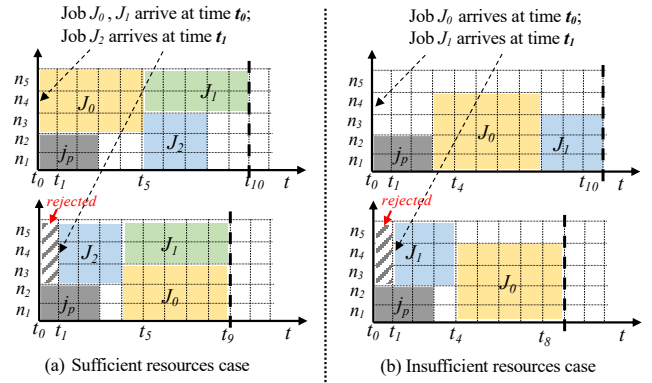 Job J0 , J1 arrive at time t0;
Job J2 arrives at time t1
n5
n4
n3
n2
n1
J0
J1
J2
jp
t0 t1 t5 t10 t
rejected
n5
n4
n3
n2
n1
J2
J1
J0
jp
t0 t1 t5 t9 t
(a) Sufficient resources case
Job J0 arrives at time t0;
Job J1 arrives at time t1
n5
n4
n3
n2
n1
J0
J1
jp
t0 t1 t4 t10 t
rejected
n5
n4
n3
n2
n1
J1
J0
jp
t0 t1 t4 t8 t
(b) Insufficient resources case